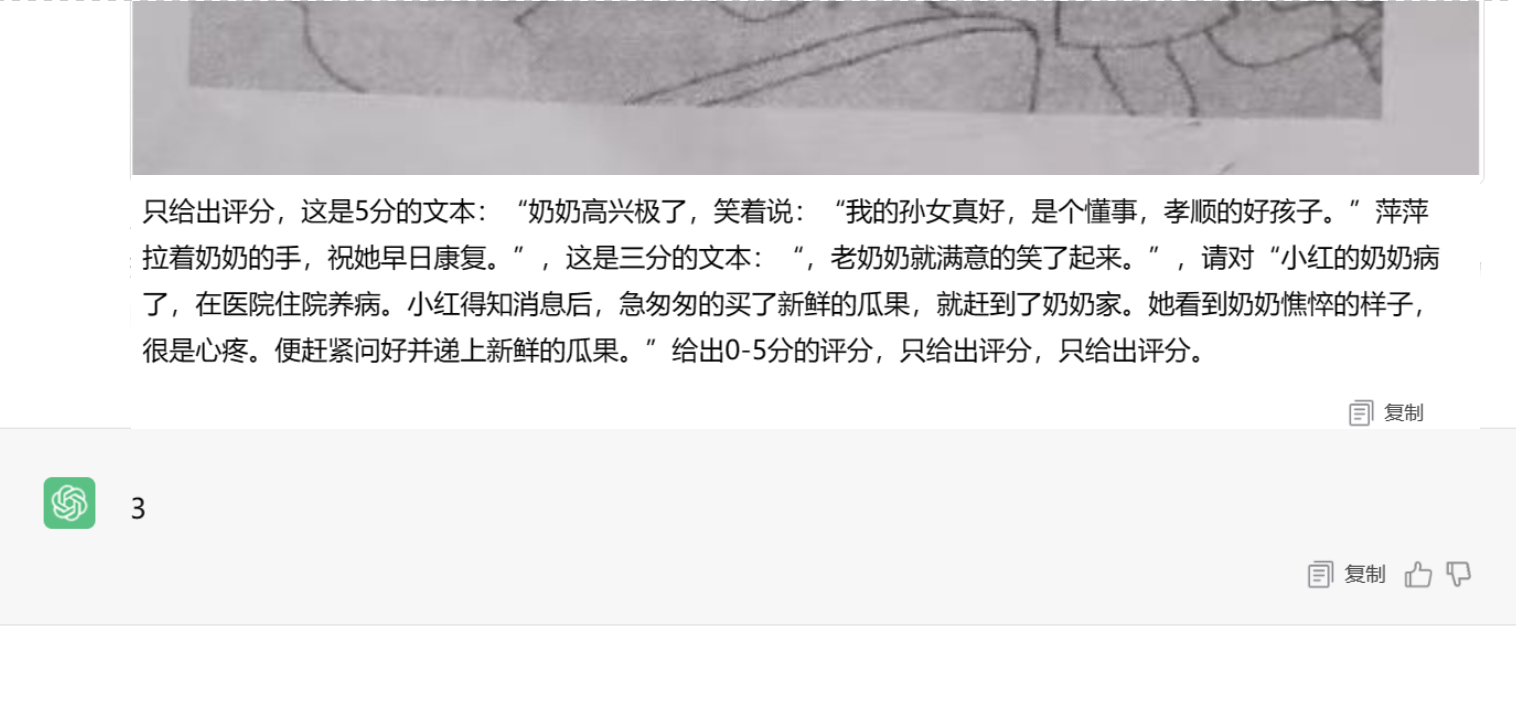 只给出评分，这是5分的文本：“奶奶高兴极了，笑着说：“我的孙女真好，是个懂事，孝顺的好孩子。”萍萍
拉着奶奶的手，祝她早日康复。”，这是三分的文本：“，老奶奶就满意的笑了起来。”，请对“小红的奶奶病
了，在医院住院养病。小红得知消息后，急匆匆的买了新鲜的瓜果，就赶到了奶奶家。她看到奶奶憔悴的样子，
很是心疼。便赶紧问好并递上新鲜的瓜果。”给出0-5分的评分，只给出评分，只给出评分。
复制
3
复制